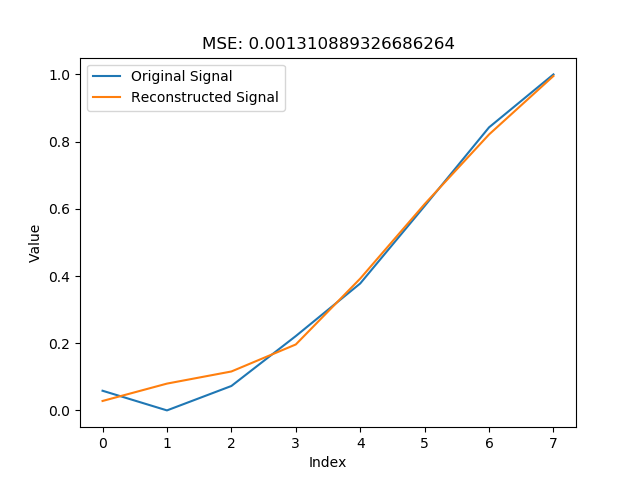 MSE: 0.001310889326686264
Original Signal
Reconstructed Signal
1.0
0.8
0.6
0.4
0.2
0.0
Value
0 1 2 3 4 5 6 7
Index